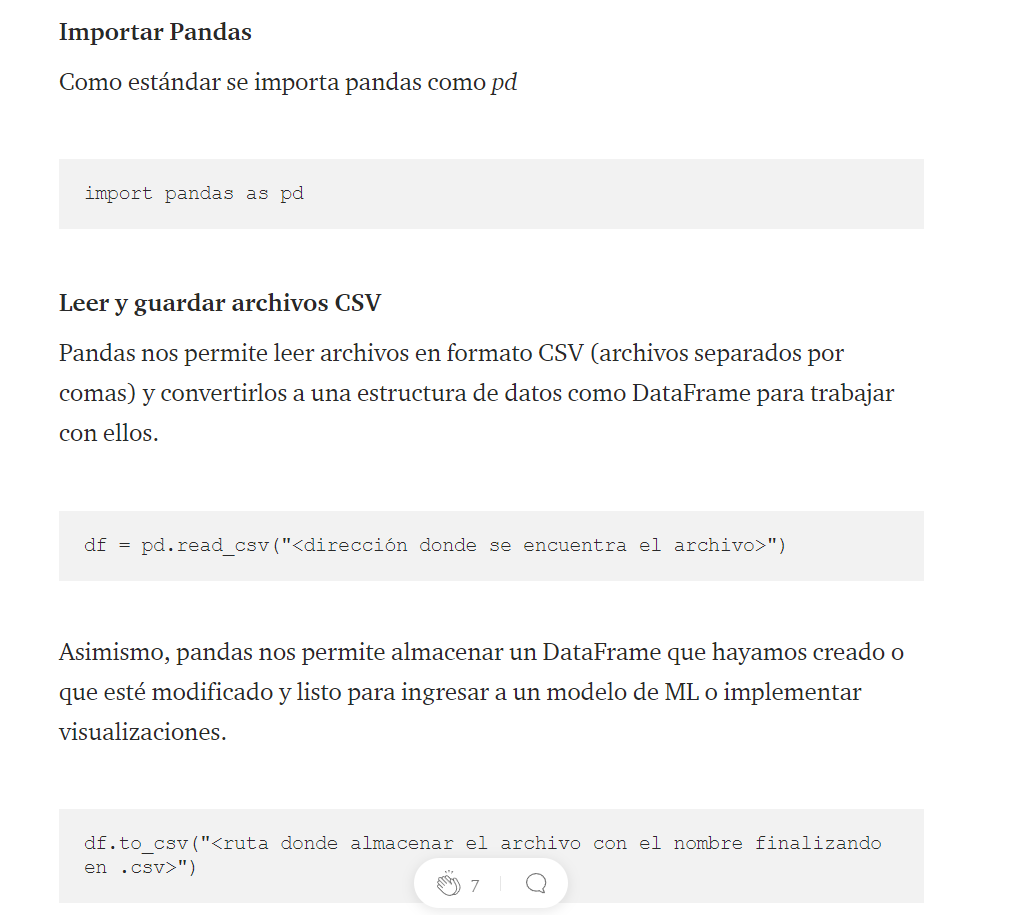 Importar Pandas
Como estándar se importa pandas como pd
import pandas as pd
Leer y guardar archivos CSV
Pandas nos permite leer archivos en formato CSV (archivos separados por
comas) y convertirlos a una estructura de datos como DataFrame para trabajar
con ellos.
df = pd.read_csv("<dirección donde se encuentra el archivo>")
Asimismo, pandas nos permite almacenar un DataFrame que hayamos creado o
que esté modificado y listo para ingresar a un modelo de ML o implementar
visualizaciones.
df.to_csv("<ruta donde almacenar el archivo con el nombre finalizando
en .csv>")
7